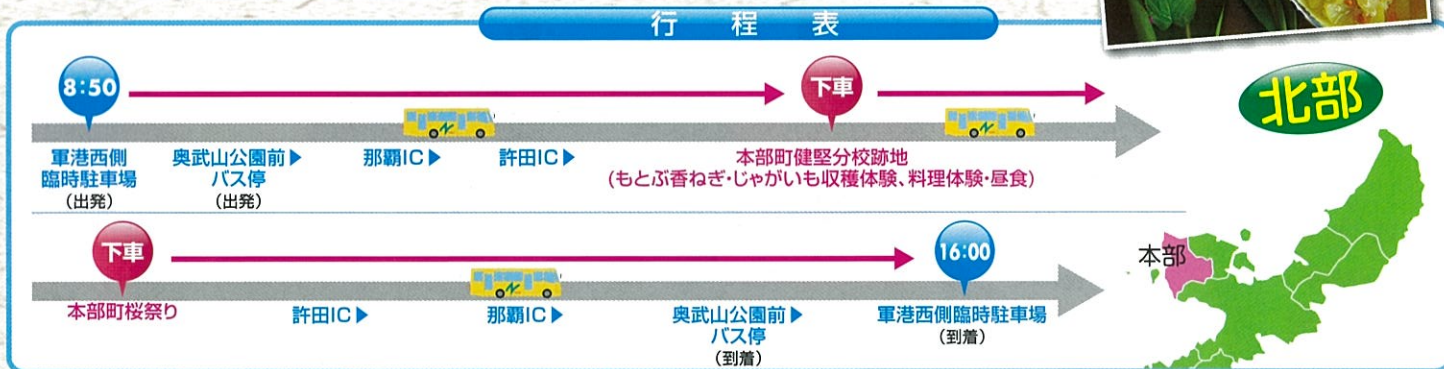 行程表
8:50
下車
北部
軍港西側
臨時駐車場
(出発)
奥武山公園前▶
バス停
(出発)
那覇IC▶
許田IC▶
本部町健堅分校跡地
(もとぶ香ねぎ・じゃがいも収穫体験、料理体験・昼食)
下車
16:00
本部
本部町桜祭り
許田IC▶
那覇IC▶
奥武山公園前▶
バス停
(到着)
軍港西側臨時駐車場
(到着)